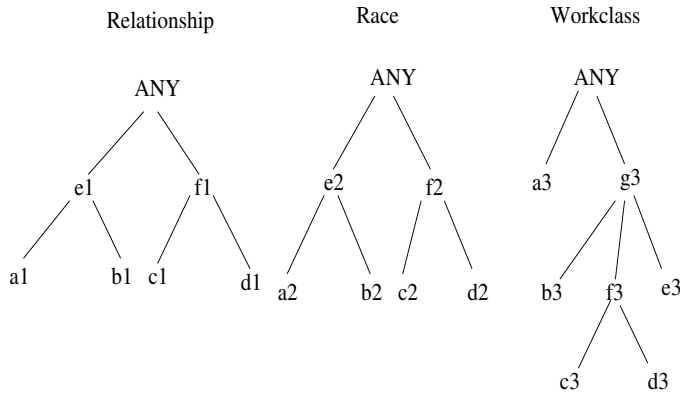 Relationship Race Workclass
ANY ANY ANY
e1 f1 e2 f2 a3 g3
a1 b1 c1 d1 a2 b2 c2 d2 b3 f3 e3
c3 d3